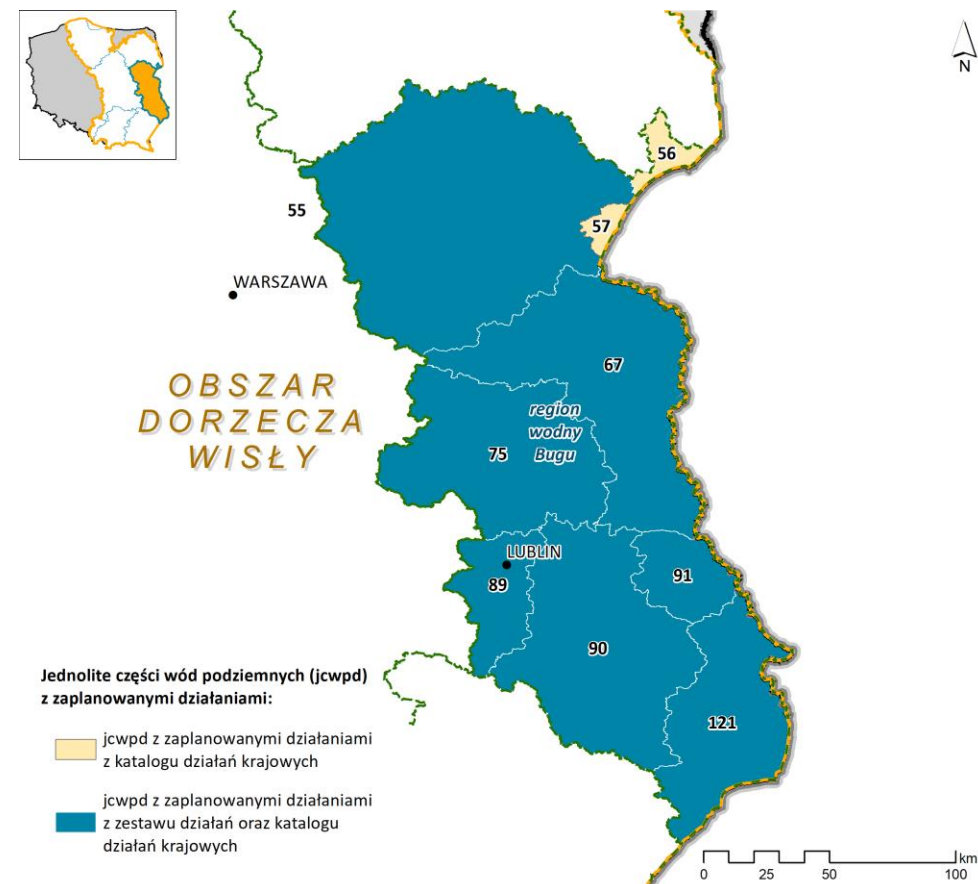 N
56
55
57
WARSZAWA
67
OBSZAR
DORZECZA
WISŁY
region
wodny
Bugu
75
LUBLIN
89
91
90
121
Jednolite części wód podziemnych (jcwpd)
z zaplanowanymi działaniami:
jcwpd z zaplanowanymi działaniami
z katalogu działań krajowych
jcwpd z zaplanowanymi działaniami
z zestawu działań oraz katalogu
działań krajowych
km
0 25 50 100